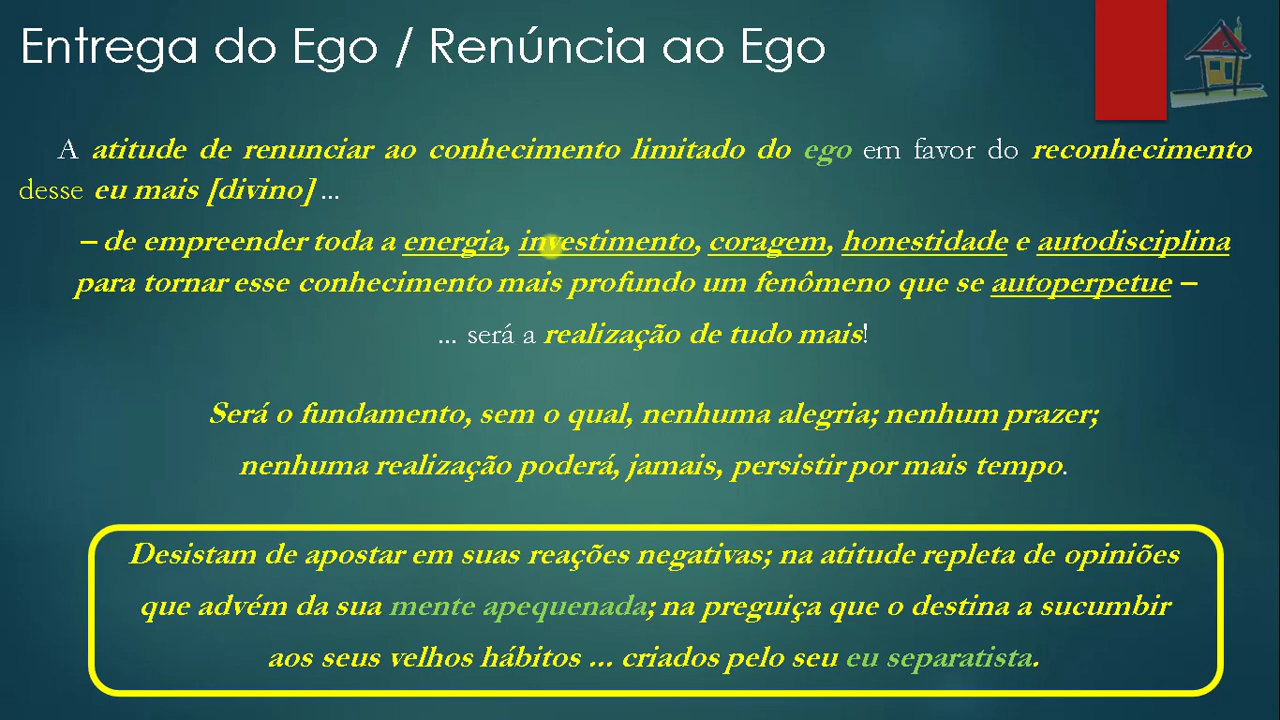 Entrega do Ego / Renúncia ao Ego
A atitude de renunciar ao conhecimento limitado do ego em favor do reconhecimento
desse eu mais [divino] ...
– de empreender toda a energia, investimento, coragem, honestidade e autodisciplina
para tornar esse conhecimento mais profundo um fenômeno que se autoperpetue –
... será a realização de tudo mais!
Será o fundamento, sem o qual, nenhuma alegria; nenhum prazer;
nenhuma realização poderá, jamais, persistir por mais tempo.
Desistam de apostar em suas reações negativas; na atitude repleta de opiniões
que advém da sua mente apequenada; na preguiça que o destina a sucumbir
aos seus velhos hábitos ... criados pelo seu eu separatista.